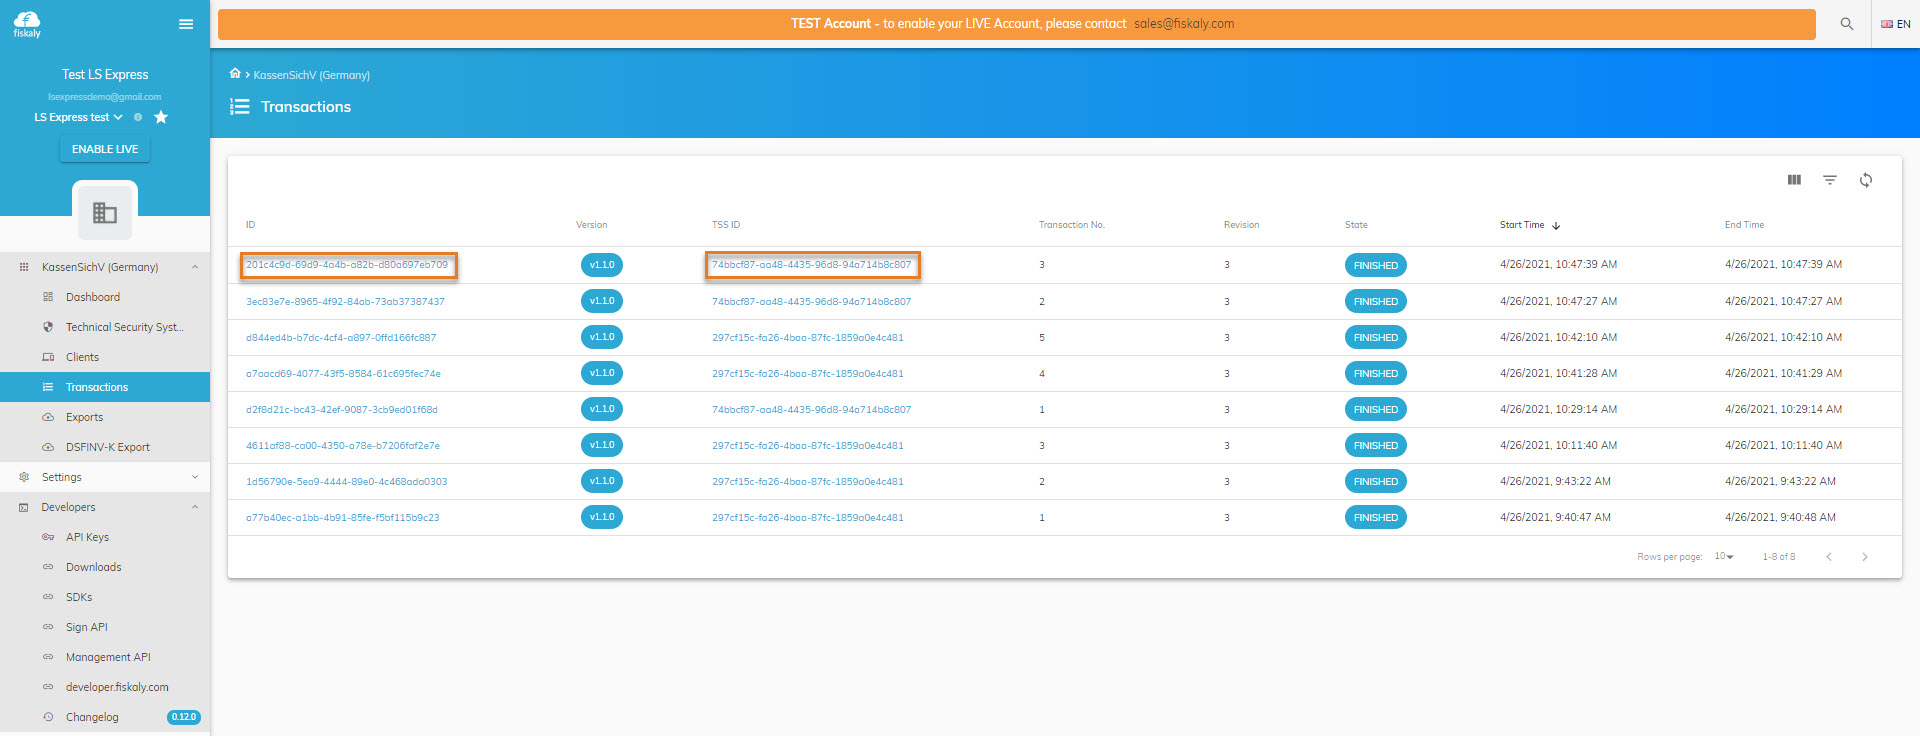 fiskaly
TEST Account - to enable your LIVE Account, please contact sales@fiskaly.com
EN
Test LS Express
lsexpressdemo@gmail.com
LS Express test
ENABLE LIVE
KassenSichV (Germany)
Transactions
KassenSichV (Germany)
Dashboard
Technical Security Syst...
Clients
Transactions
Exports
DSFINV-K Export
Settings
Developers
API Keys
Downloads
SDKs
Sign API
Management API
developer.fiskaly.com
Changelog 0.12.0
ID Version TSS ID Transaction No. Revision State Start Time End Time
201c4c9d-69d9-4a4b-a82b-d80a697eb709 v1.1.0 74bbcf87-aa48-4435-96d8-94a714b8c807 3 3 FINISHED 4/26/2021, 10:47:39 AM 4/26/2021, 10:47:39 AM
3ec83e7e-8965-4f92-84ab-73ab37387437 v1.1.0 74bbcf87-aa48-4435-96d8-94a714b8c807 2 3 FINISHED 4/26/2021, 10:47:27 AM 4/26/2021, 10:47:27 AM
d844ed4b-b7dc-4cf4-a897-0ffd166fc887 v1.1.0 297cf15c-fa26-4baa-87fc-1859a0e4c481 5 3 FINISHED 4/26/2021, 10:42:10 AM 4/26/2021, 10:42:10 AM
a7aacd69-4077-43f5-8584-61c695fec74e v1.1.0 297cf15c-fa26-4baa-87fc-1859a0e4c481 4 3 FINISHED 4/26/2021, 10:41:28 AM 4/26/2021, 10:41:29 AM
d2f8d21c-bc43-42ef-9087-3cb9ed01f68d v1.1.0 74bbcf87-aa48-4435-96d8-94a714b8c807 1 3 FINISHED 4/26/2021, 10:29:14 AM 4/26/2021, 10:29:14 AM
4611af88-ca00-4350-a78e-b7206faf2e7e v1.1.0 297cf15c-fa26-4baa-87fc-1859a0e4c481 3 3 FINISHED 4/26/2021, 10:11:40 AM 4/26/2021, 10:11:40 AM
1d56790e-5ea9-4444-89e0-4c468ada0303 v1.1.0 297cf15c-fa26-4baa-87fc-1859a0e4c481 2 3 FINISHED 4/26/2021, 9:43:22 AM 4/26/2021, 9:43:22 AM
a77b40ec-a1bb-4b91-85fe-f5bf115b9c23 v1.1.0 297cf15c-fa26-4baa-87fc-1859a0e4c481 1 3 FINISHED 4/26/2021, 9:40:47 AM 4/26/2021, 9:40:48 AM
Rows per page: 10 1-8 of 8